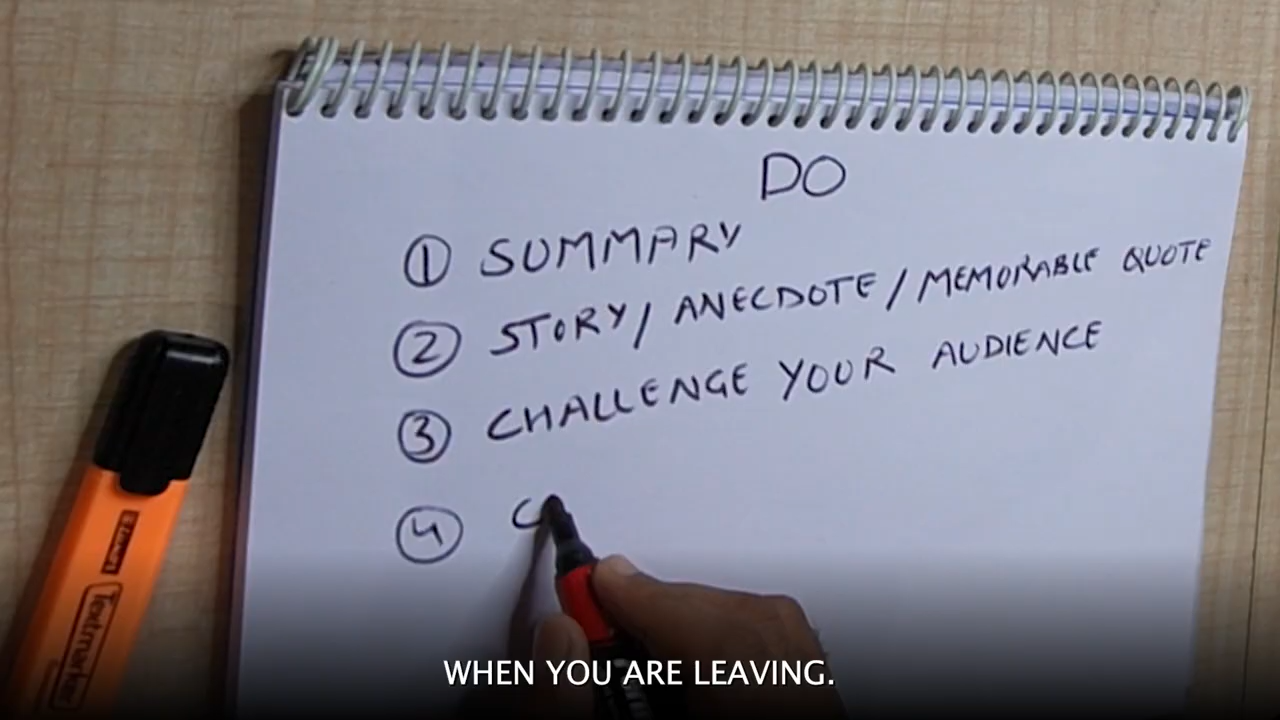 DO
① SUMMARY
② STORY/ ANECDOTE / MEMORABLE QUOTE
③ CHALLENGE YOUR AUDIENCE
④ C
Textmarker
WHEN YOU ARE LEAVING.